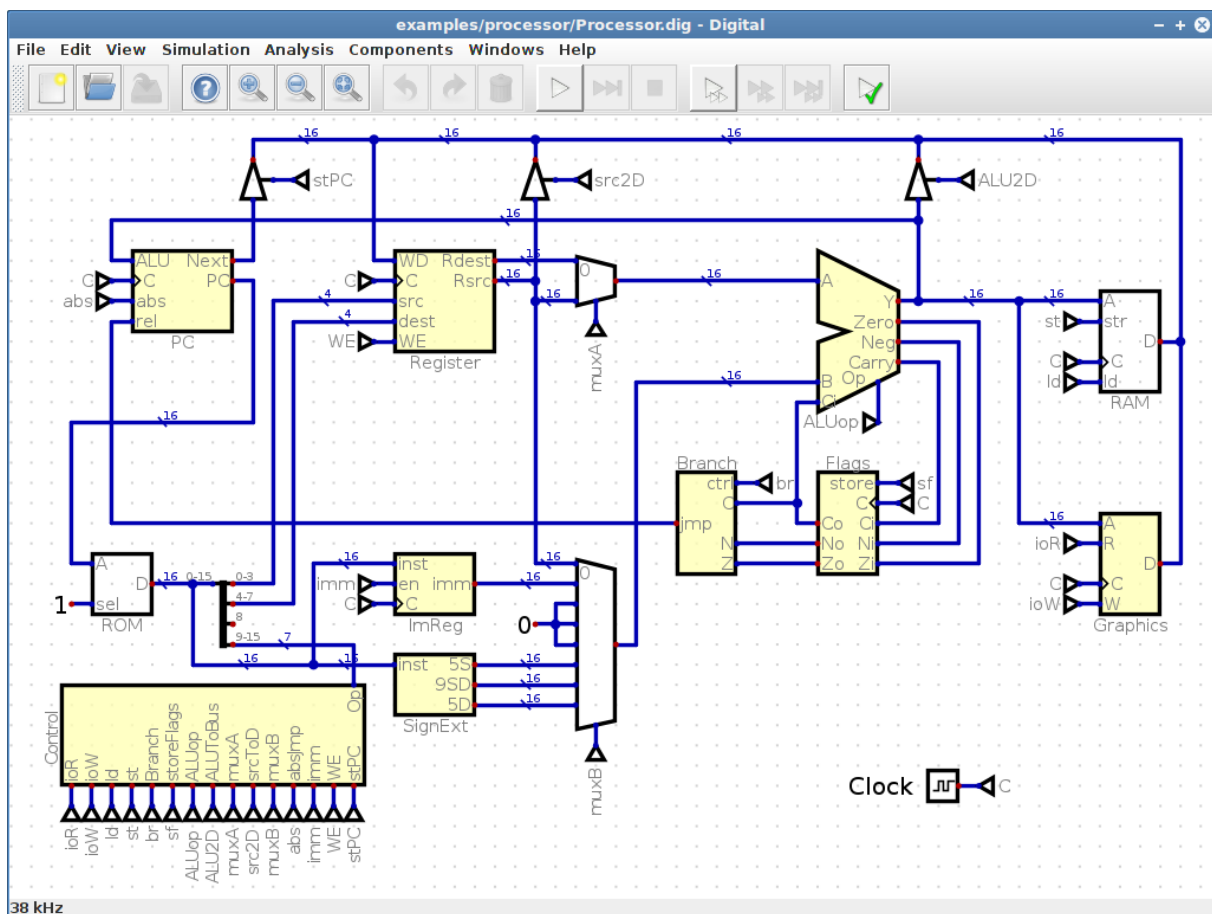 examples/processor/Processor.dig - Digital
File Edit View Simulation Analysis Components Windows Help
16 16 16 16
stPC src2D ALU2D
16
ALU Next
C C PC
abs abs
rel
PC
WD Rdest 16
C C Rsrc 16
4 src
4 dest
WE WE
Register
0
16
muxA
16
A
Y
Zero
Neg
Carry
B Op
Ci
ALUop
16
16 16
A
st str
D
C C
ld ld
RAM
16
Branch
ctrl br
C
jmp
N
Z
Flags
store sf
C C
Co Ci
No Ni
Zo Zi
16
A
ioR R
D
C C
ioW W
Graphics
A
D 16
1 sel
ROM
0-15 0-3
4-7
8
9-15 7
16 16
16 inst
imm en imm 16
C C
ImReg
inst 5S 16
9SD 16
5D 16
SignExt
16
0
0
muxB
Control
Op
ioR ioW ld st Branch storeFlags ALUop ALUToBus muxA srcToD muxB absJmp imm WE stPC
ioR ioW ld st br sf ALUop ALU2D muxA src2D muxB abs imm WE stPC
Clock C
38 kHz